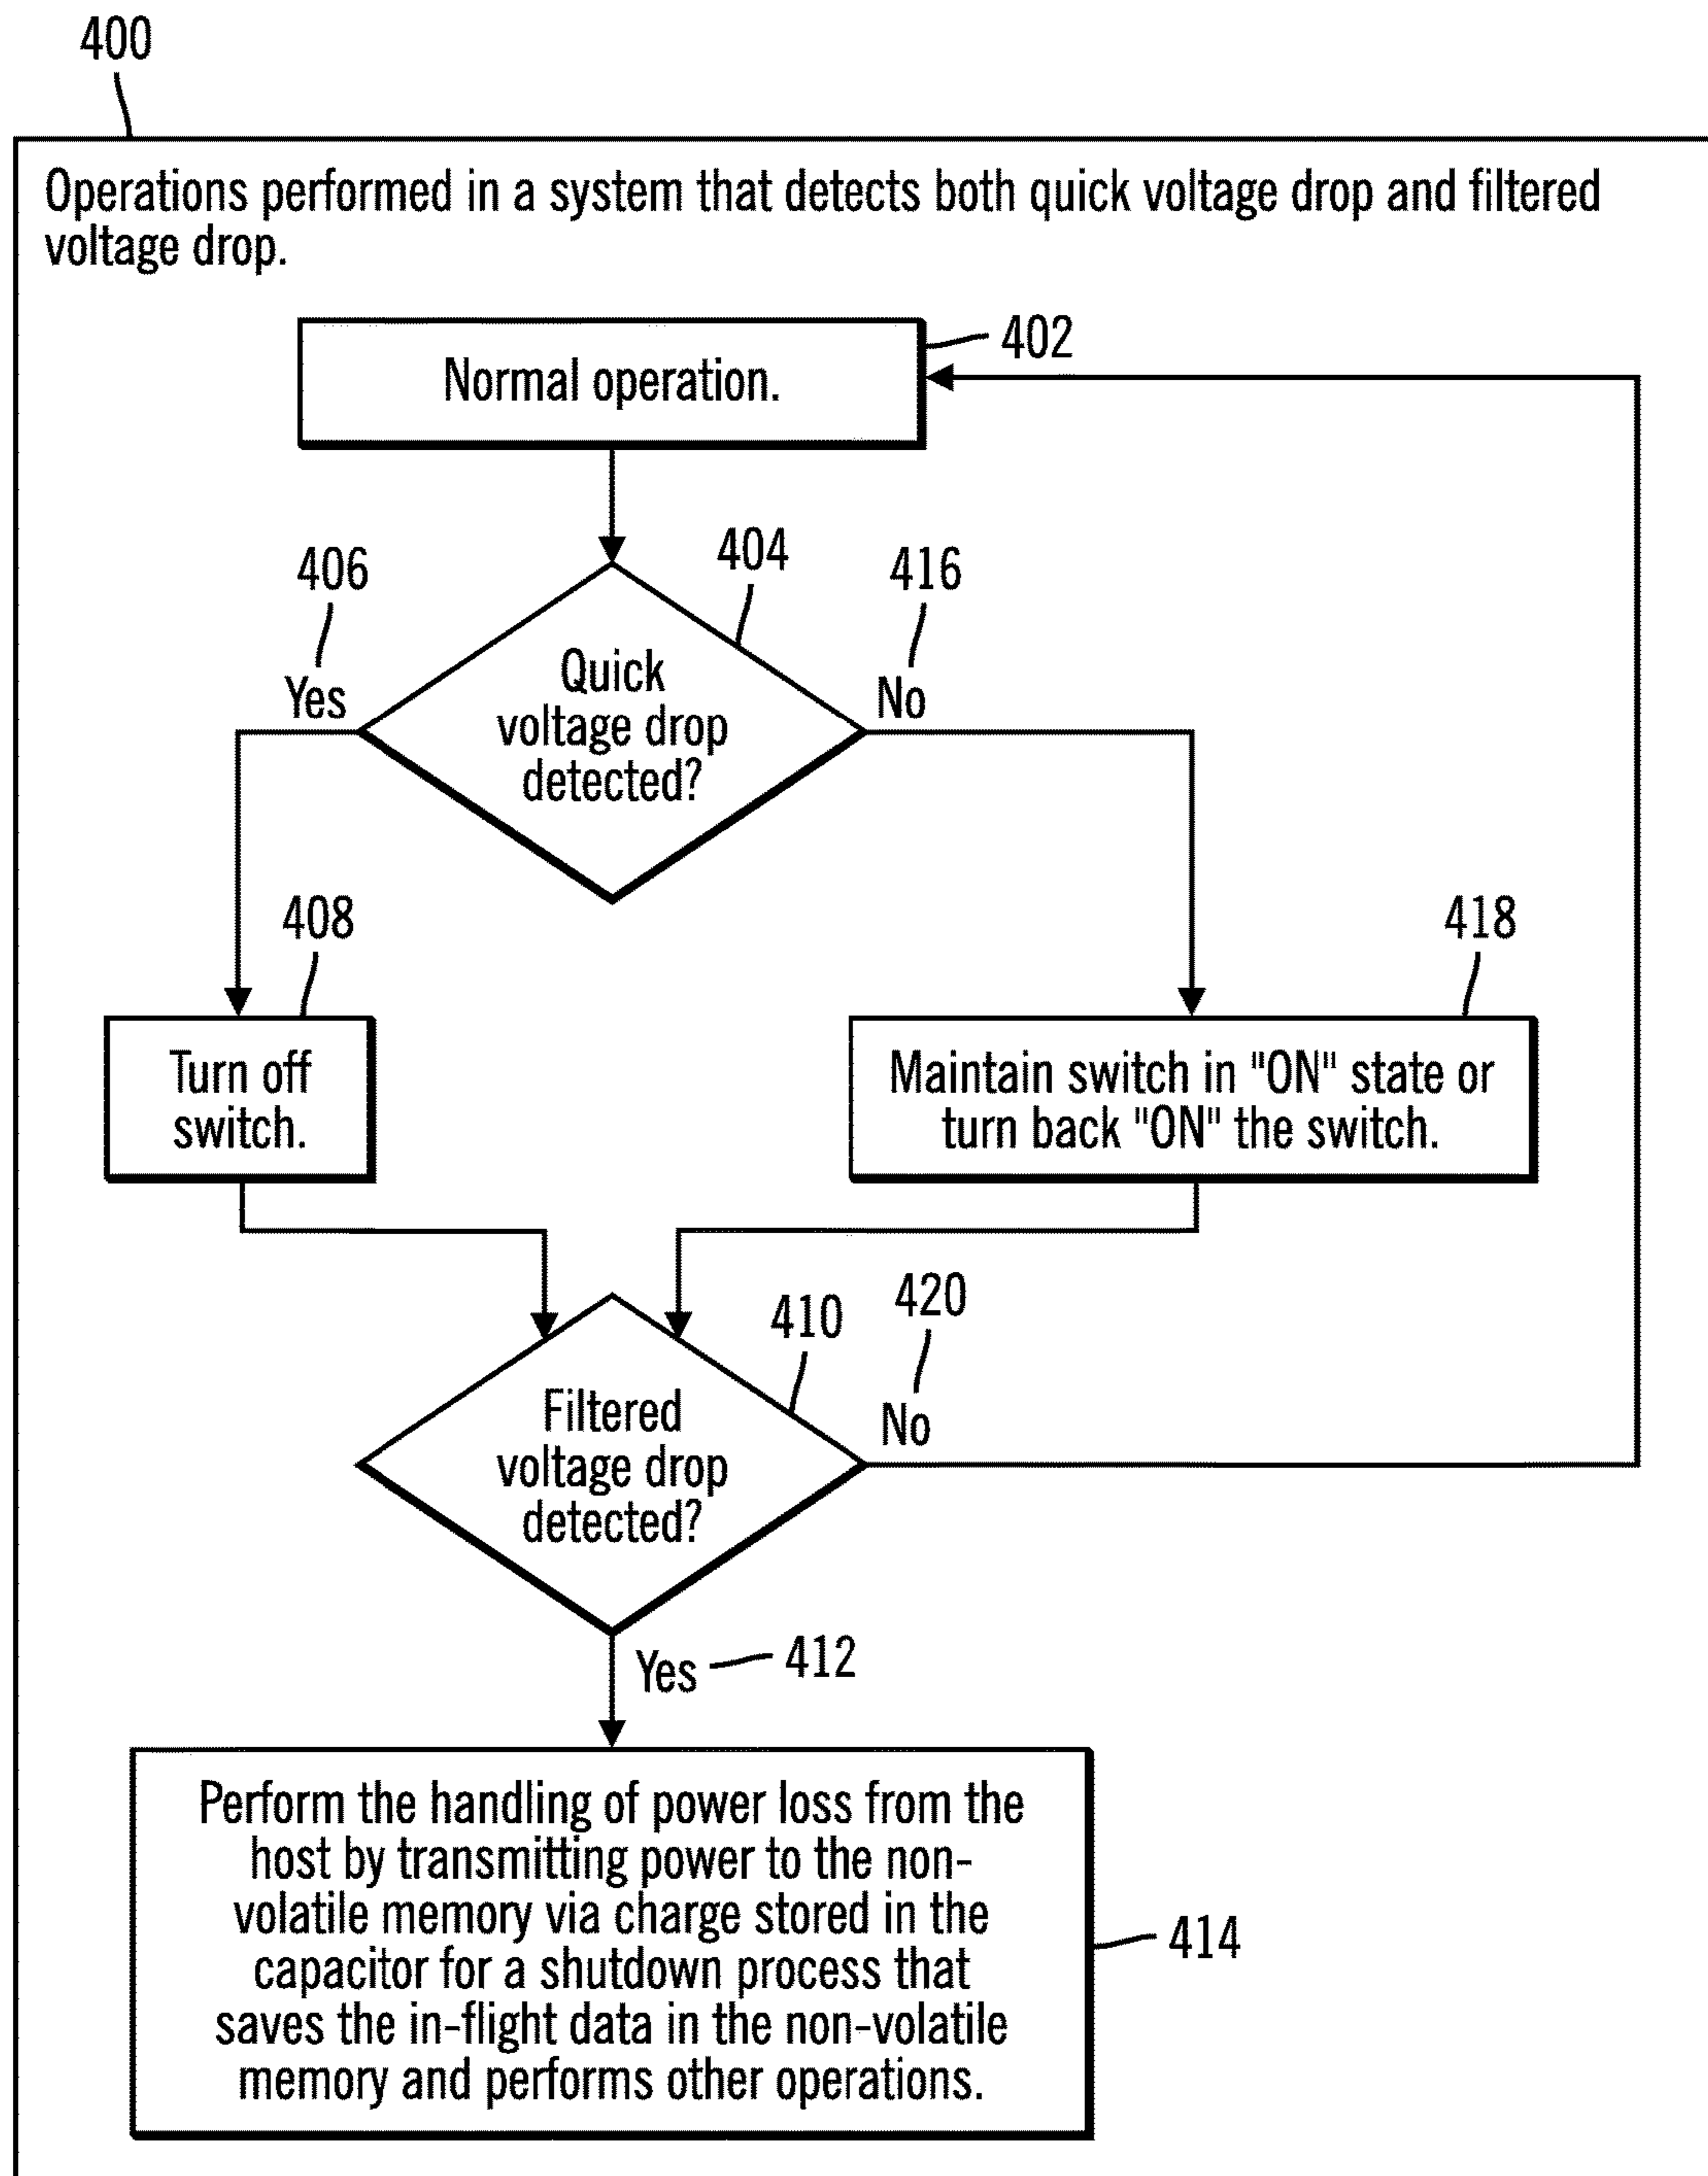 400
Operations performed in a system that detects both quick voltage drop and filtered
voltage drop.
402
Normal operation.
404
406
416
Yes
No
Quick
voltage drop
detected?
408
418
Turn off
switch.
Maintain switch in "ON" state or
turn back "ON" the switch.
410
420
No
Filtered
voltage drop
detected?
Yes
412
Perform the handling of power loss from the
host by transmitting power to the non-
volatile memory via charge stored in the
capacitor for a shutdown process that
saves the in-flight data in the non-volatile
memory and performs other operations.
414